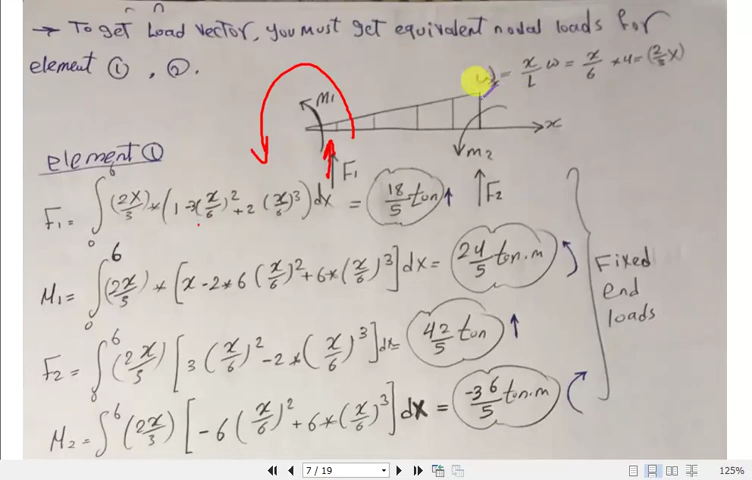 → To get Load vector, you must get equivalent nodal loads for
element ①, ②.
= x/L w = x/6 *4 = (2/3 x)
M1
x
M2
F1
F2
element ①
F1 = ∫₀⁶ (2x/3) * (1-3(x/6)²+2(x/6)³) dx = 18/5 ton ↑
M1 = ∫₀⁶ (2x/3) * [x-2*6(x/6)²+6*(x/6)³] dx = 24/5 ton.m
F2 = ∫₀⁶ (2x/3) [3(x/6)²-2*(x/6)³] dx = 42/5 ton ↑
M2 = ∫₀⁶ (2x/3) [-6(x/6)²+6*(x/6)³] dx = -36/5 ton.m
Fixed
end
loads
7 / 19
125%